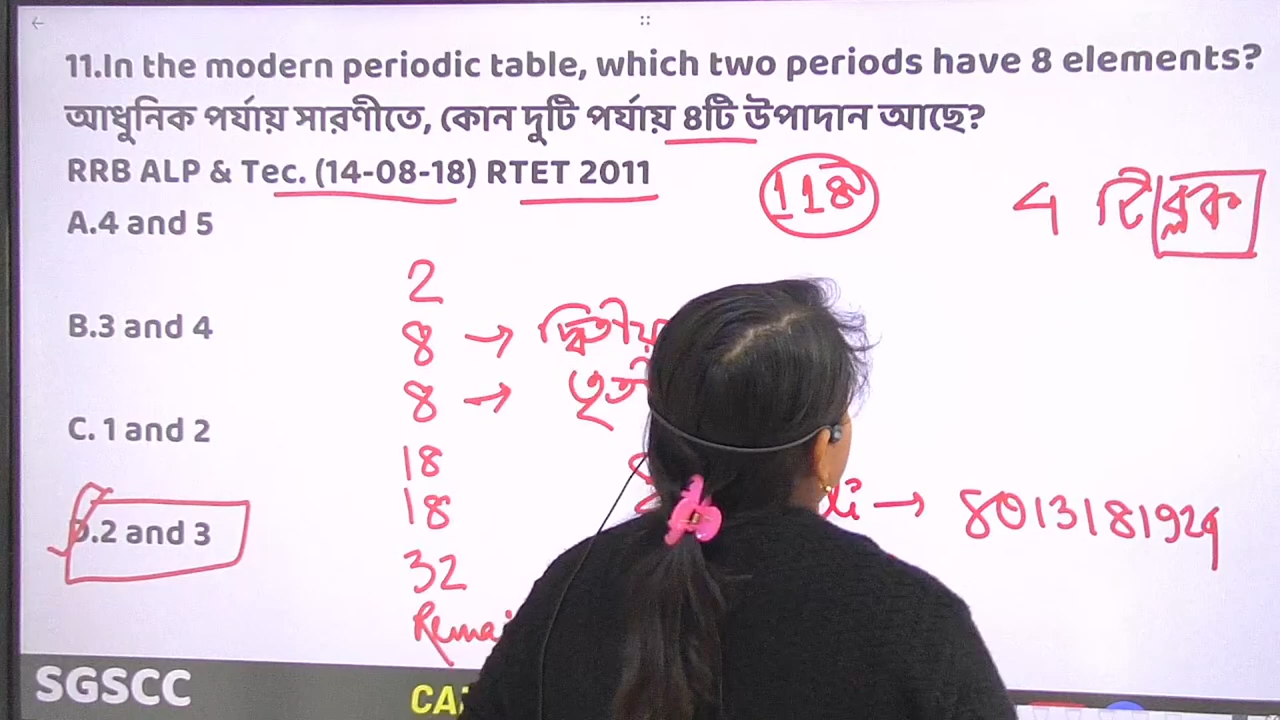 11.In the modern periodic table, which two periods have 8 elements?
আধুনিক পর্যায় সারণীতে, কোন দুটি পর্যায় ৪টি উপাদান আছে?
RRB ALP & Tec. (14-08-18) RTET 2011
118
4 টি ব্লক
A.4 and 5
2
B.3 and 4
8 → দ্বিতীয়
8 →
C. 1 and 2
18
18
→ 8013181929
D.2 and 3
32
SGSCC